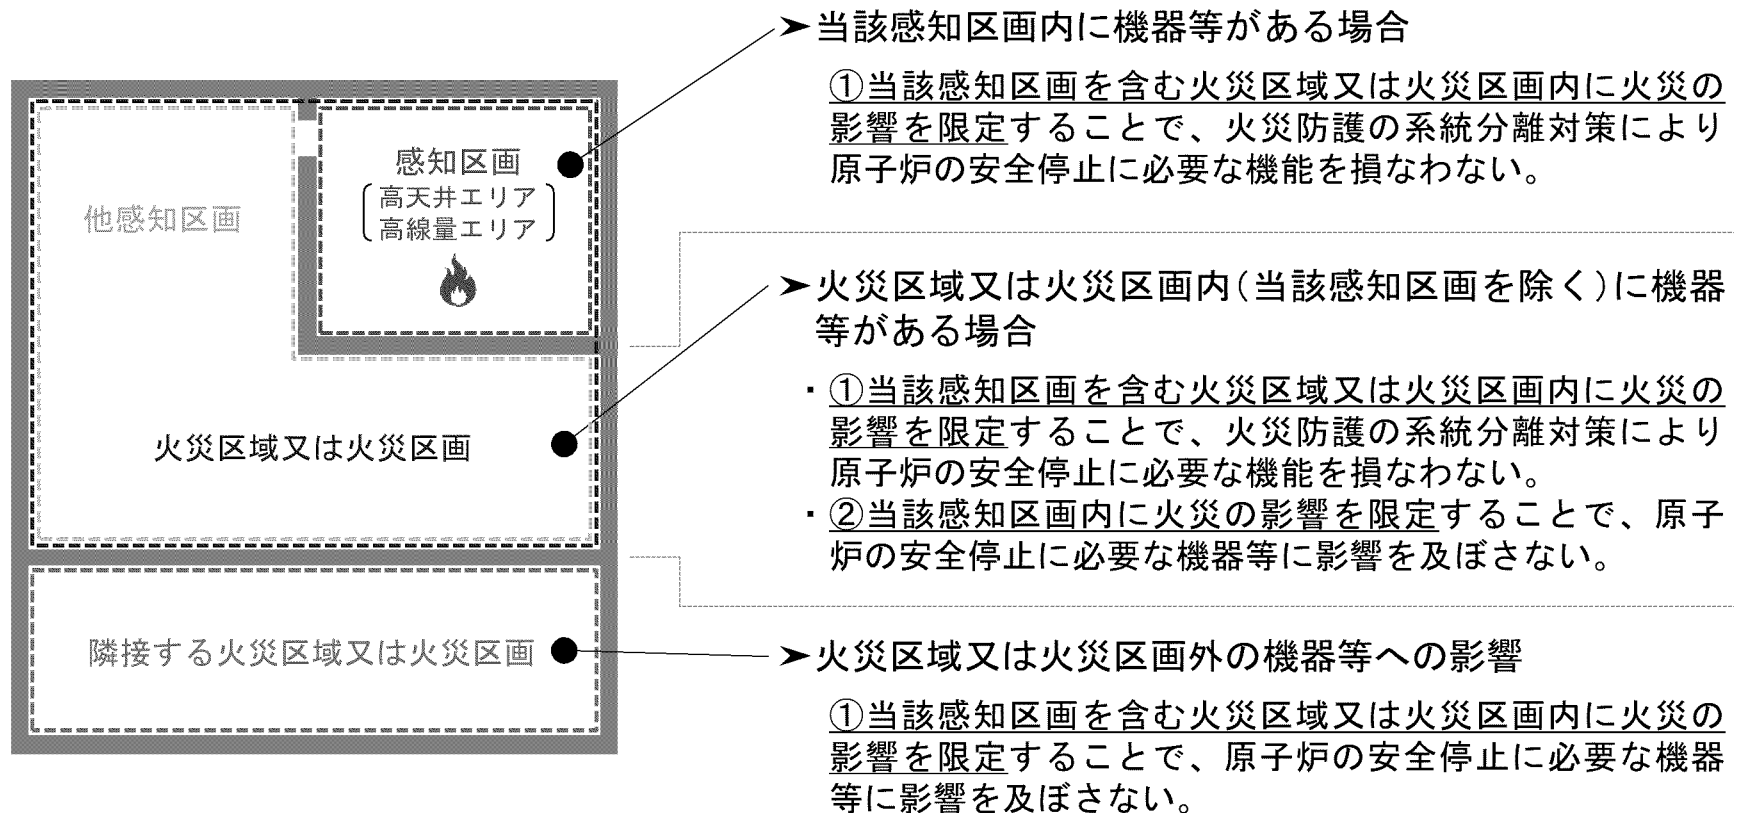 ➤当該感知区画内に機器等がある場合
①当該感知区画を含む火災区域又は火災区画内に火災の
影響を限定することで、火災防護の系統分離対策により
原子炉の安全停止に必要な機能を損なわない。
感知区画
高天井エリア
高線量エリア
他感知区画
➤火災区域又は火災区画内(当該感知区画を除く)に機器
等がある場合
・①当該感知区画を含む火災区域又は火災区画内に火災の
影響を限定することで、火災防護の系統分離対策により
原子炉の安全停止に必要な機能を損なわない。
・②当該感知区画内に火災の影響を限定することで、原子
炉の安全停止に必要な機器等に影響を及ぼさない。
火災区域又は火災区画
隣接する火災区域又は火災区画
➤火災区域又は火災区画外の機器等への影響
①当該感知区画を含む火災区域又は火災区画内に火災の
影響を限定することで、原子炉の安全停止に必要な機器
等に影響を及ぼさない。